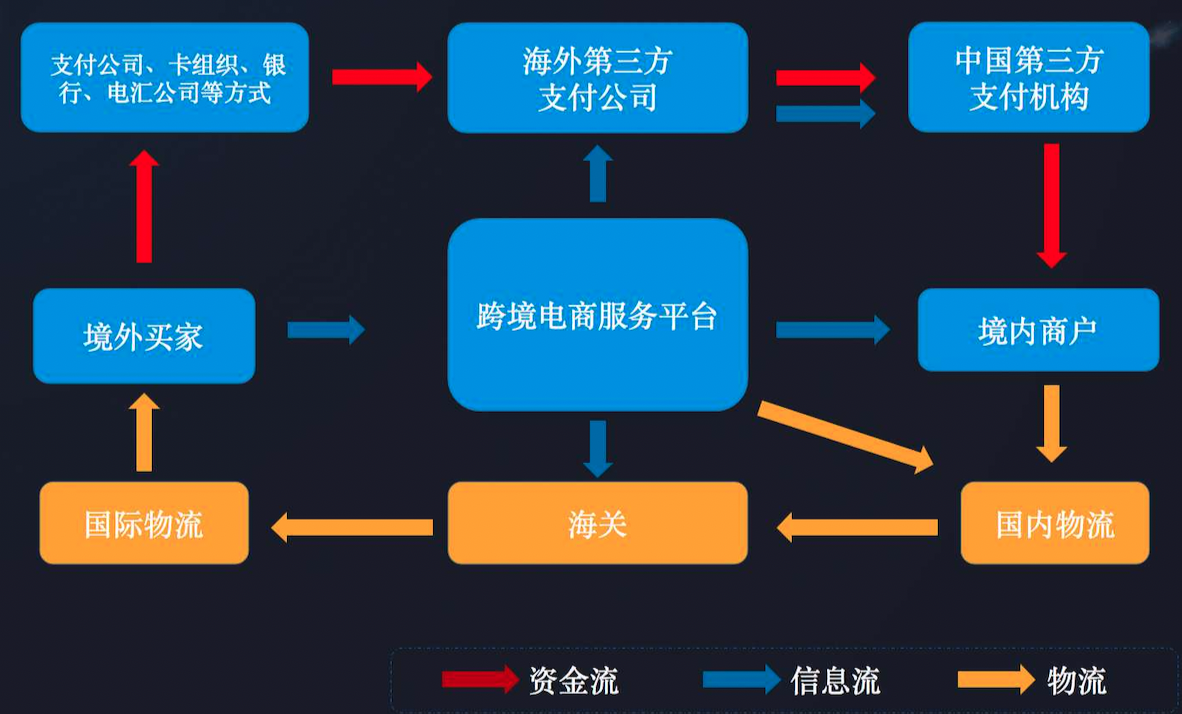 支付公司、卡组织、银
行、电汇公司等方式
海外第三方
支付公司
中国第三方
支付机构
境外买家
跨境电商服务平台
境内商户
国际物流
海关
国内物流
资金流
信息流
物流